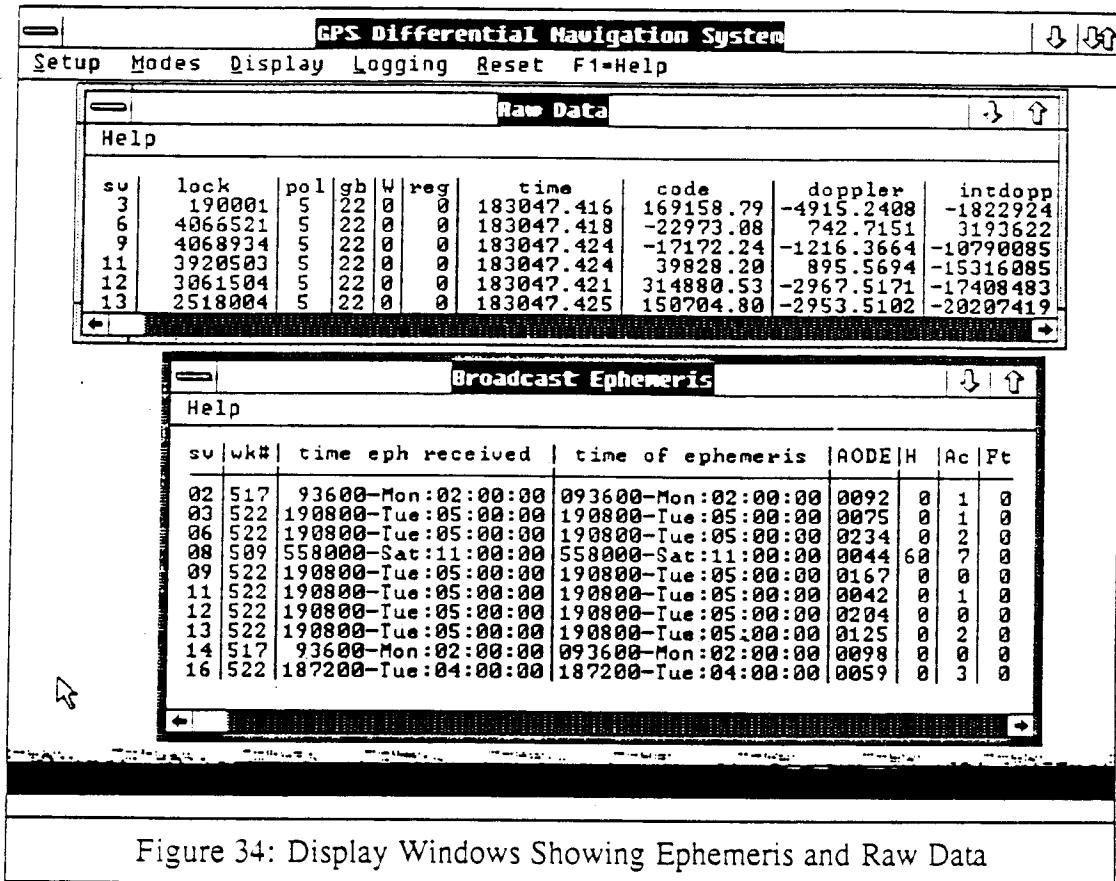 GPS Differential Navigation System
Setup Modes Display Logging Reset F1=Help
Raw Data
Help
sv lock pol gb W reg time code doppler intdopp
3 190001 5 22 0 0 183047.416 169158.79 -4915.2408 -1822924
6 4066521 5 22 0 0 183047.418 -22973.08 742.7151 3193622
9 4068934 5 22 0 0 183047.424 -17172.24 -1216.3664 -10790085
11 3920503 5 22 0 0 183047.424 39828.20 895.5694 -15316085
12 3061504 5 22 0 0 183047.421 314880.53 -2967.5171 -17408483
13 2518004 5 22 0 0 183047.425 150704.80 -2953.5102 -20207419
Broadcast Ephemeris
Help
sv wk# time eph received time of ephemeris AODE H Ac Ft
02 517 93600-Mon:02:00:00 093600-Mon:02:00:00 0092 0 1 0
03 522 190800-Tue:05:00:00 190800-Tue:05:00:00 0075 0 1 0
06 522 190800-Tue:05:00:00 190800-Tue:05:00:00 0234 0 2 0
08 509 558000-Sat:11:00:00 558000-Sat:11:00:00 0044 60 7 0
09 522 190800-Tue:05:00:00 190800-Tue:05:00:00 0167 0 0 0
11 522 190800-Tue:05:00:00 190800-Tue:05:00:00 0042 0 1 0
12 522 190800-Tue:05:00:00 190800-Tue:05:00:00 0204 0 0 0
13 522 190800-Tue:05:00:00 190800-Tue:05:00:00 0125 0 2 0
14 517 93600-Mon:02:00:00 093600-Mon:02:00:00 0098 0 0 0
16 522 187200-Tue:04:00:00 187200-Tue:04:00:00 0059 0 3 0
Figure 34: Display Windows Showing Ephemeris and Raw Data